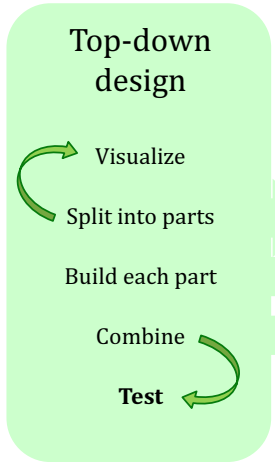 Top-down
design
Visualize
Split into parts
Build each part
Combine
Test